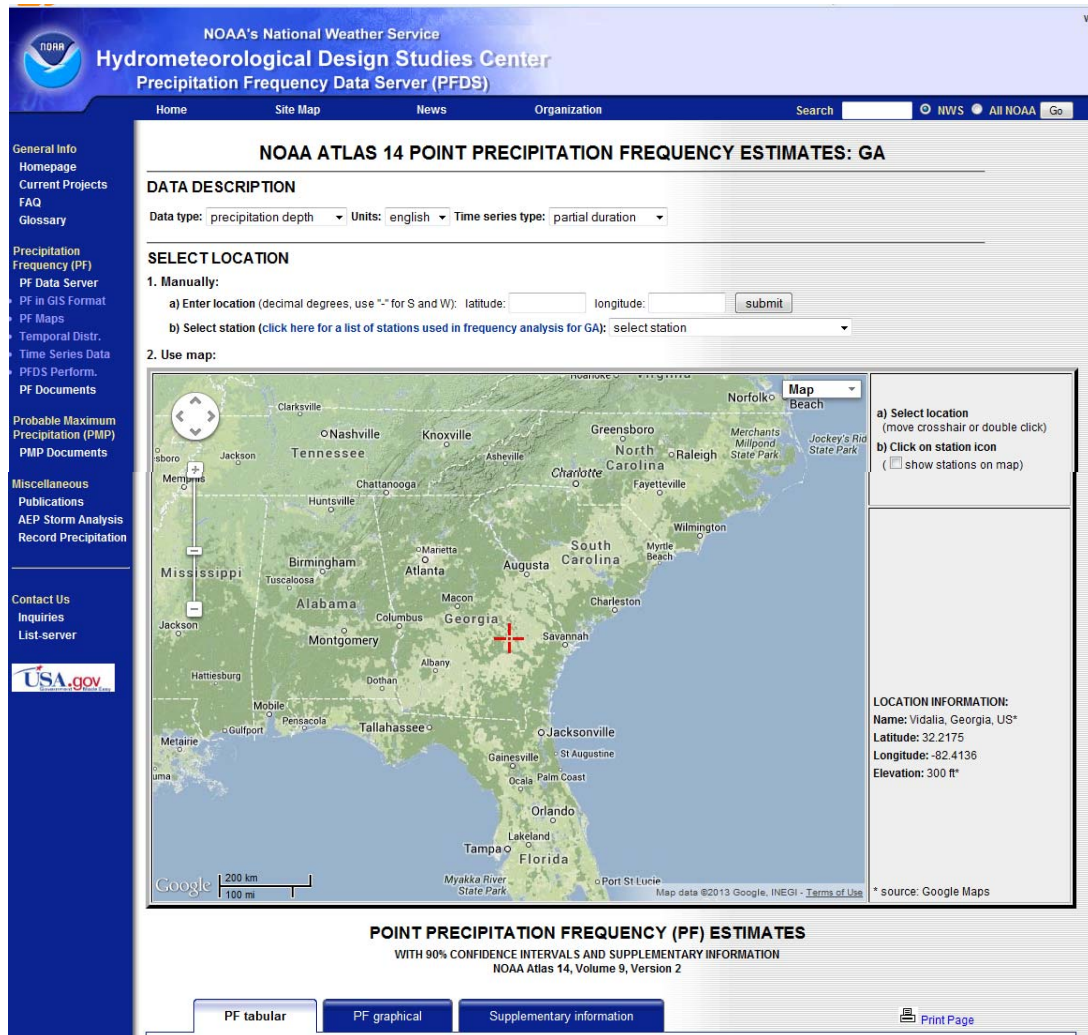 NOAA
NOAA's National Weather Service
Hydrometeorological Design Studies Center
Precipitation Frequency Data Server (PFDS)
Home Site Map News Organization Search NWS All NOAA Go
General Info
Homepage
Current Projects
FAQ
Glossary
Precipitation
Frequency (PF)
PF Data Server
PF in GIS Format
PF Maps
Temporal Distr.
Time Series Data
PFDS Perform.
PF Documents
Probable Maximum
Precipitation (PMP)
PMP Documents
Miscellaneous
Publications
AEP Storm Analysis
Record Precipitation
Contact Us
Inquiries
List-server
USA.gov
NOAA ATLAS 14 POINT PRECIPITATION FREQUENCY ESTIMATES: GA
DATA DESCRIPTION
Data type: precipitation depth Units: english Time series type: partial duration
SELECT LOCATION
1. Manually:
a) Enter location (decimal degrees, use "-" for S and W): latitude: longitude: submit
b) Select station (click here for a list of stations used in frequency analysis for GA): select station
2. Use map:
Map
Norfolk
Beach
Clarksville
Nashville
Knoxville
Greensboro
Merchants
Millpond
State Park
Jockey's Rid
State Park
esboro
Jackson
Tennessee
Asheville
North
Carolina
Raleigh
Charlotte
Memphis
Chattanooga
Fayetteville
Huntsville
Wilmington
Marietta
Atlanta
South
Carolina
Myrtle
Beach
Birmingham
Augusta
Mississippi
Tuscaloosa
Alabama
Macon
Charleston
Columbus
Georgia
Jackson
Montgomery
Savannah
Albany
Hattiesburg
Dothan
Mobile
Pensacola
Tallahassee
Gulfport
Jacksonville
Metairie
Gainesville
St Augustine
uma
Ocala
Palm Coast
Orlando
Lakeland
Tampa
Florida
Myakka River
State Park
Port St Lucie
Google
200 km
100 mi
Map data ©2013 Google, INEGI - Terms of Use
a) Select location
(move crosshair or double click)
b) Click on station icon
( show stations on map)
LOCATION INFORMATION:
Name: Vidalia, Georgia, US*
Latitude: 32.2175
Longitude: -82.4136
Elevation: 300 ft*
* source: Google Maps
POINT PRECIPITATION FREQUENCY (PF) ESTIMATES
WITH 90% CONFIDENCE INTERVALS AND SUPPLEMENTARY INFORMATION
NOAA Atlas 14, Volume 9, Version 2
PF tabular PF graphical Supplementary information Print Page